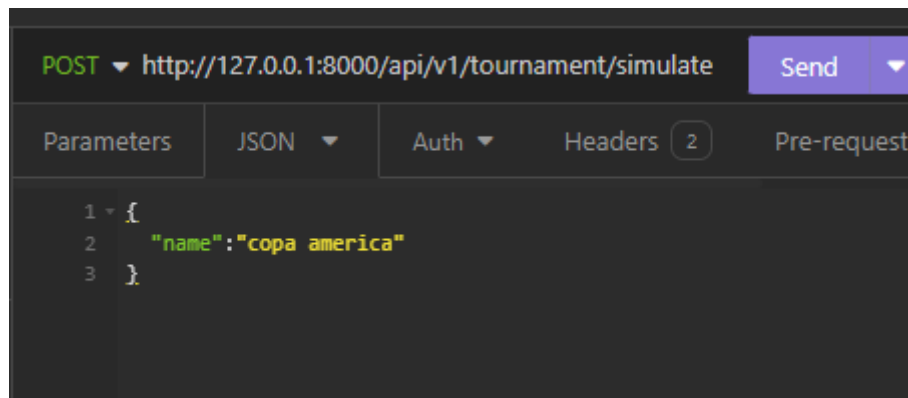 POST http://127.0.0.1:8000/api/v1/tournament/simulate Send
Parameters JSON Auth Headers 2 Pre-request
1 {
2 "name":"copa america"
3 }